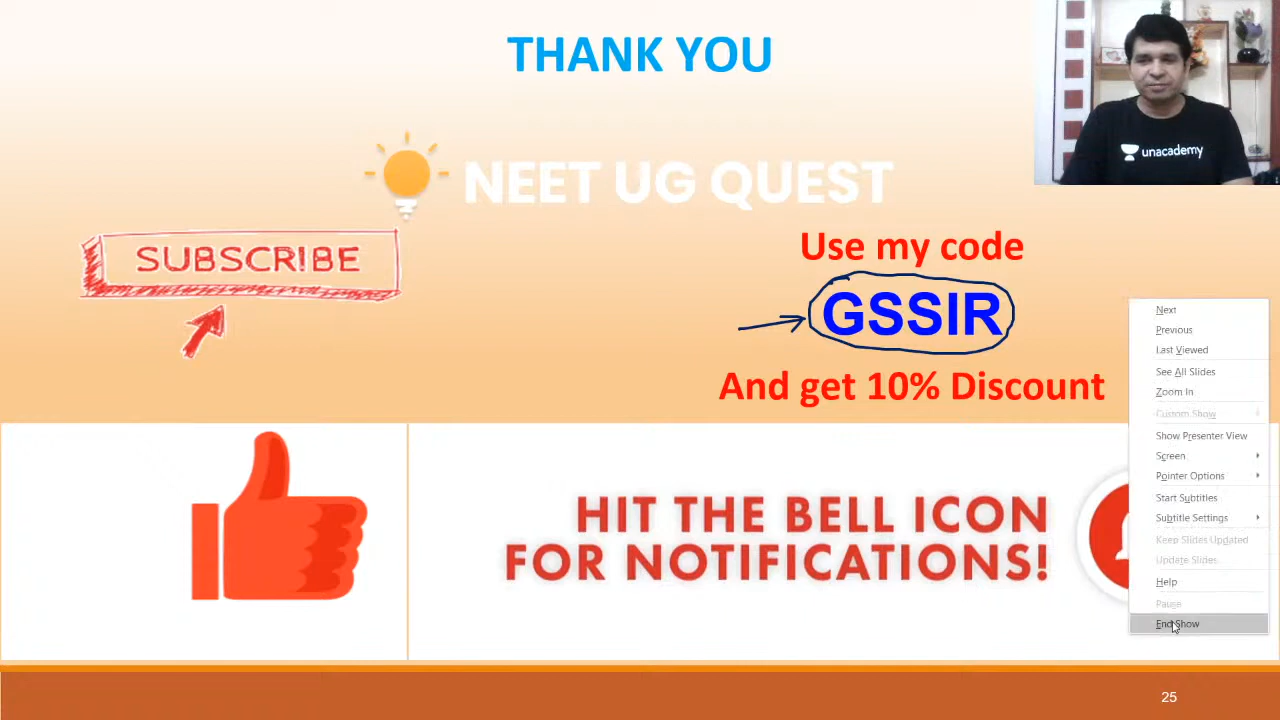 THANK YOU
unacademy
NEET UG QUEST
SUBSCRIBE
Use my code
GSSIR
And get 10% Discount
HIT THE BELL ICON
FOR NOTIFICATIONS!
Next
Previous
Last Viewed
See All Slides
Zoom In
Custom Show
Show Presenter View
Screen
Pointer Options
Start Subtitles
Subtitle Settings
Keep Slides Updated
Update Slides
Help
Pause
End Show
25